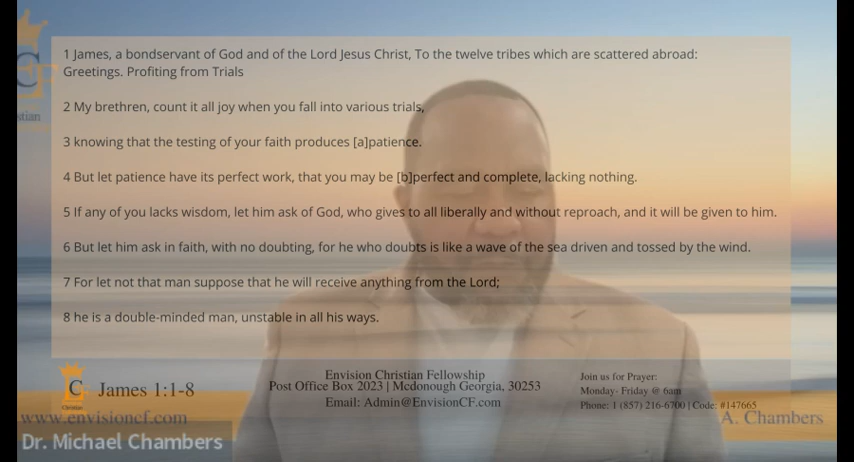 1 James, a bondservant of God and of the Lord Jesus Christ, To the twelve tribes which are scattered abroad:
Greetings. Profiting from Trials
2 My brethren, count it all joy when you fall into various trials,
3 knowing that the testing of your faith produces [a]patience.
4 But let patience have its perfect work, that you may be [b]perfect and complete, lacking nothing.
5 If any of you lacks wisdom, let him ask of God, who gives to all liberally and without reproach, and it will be given to him.
6 But let him ask in faith, with no doubting, for he who doubts is like a wave of the sea driven and tossed by the wind.
7 For let not that man suppose that he will receive anything from the Lord;
8 he is a double-minded man, unstable in all his ways.
James 1:1-8
Envision Christian Fellowship
Post Office Box 2023 | Mcdonough Georgia, 30253
Email: Admin@EnvisionCF.com
Join us for Prayer:
Monday- Friday @ 6am
Phone: 1 (857) 216-6700 | Code: #147665
www.envisioncf.com
A. Chambers
Dr. Michael Chambers